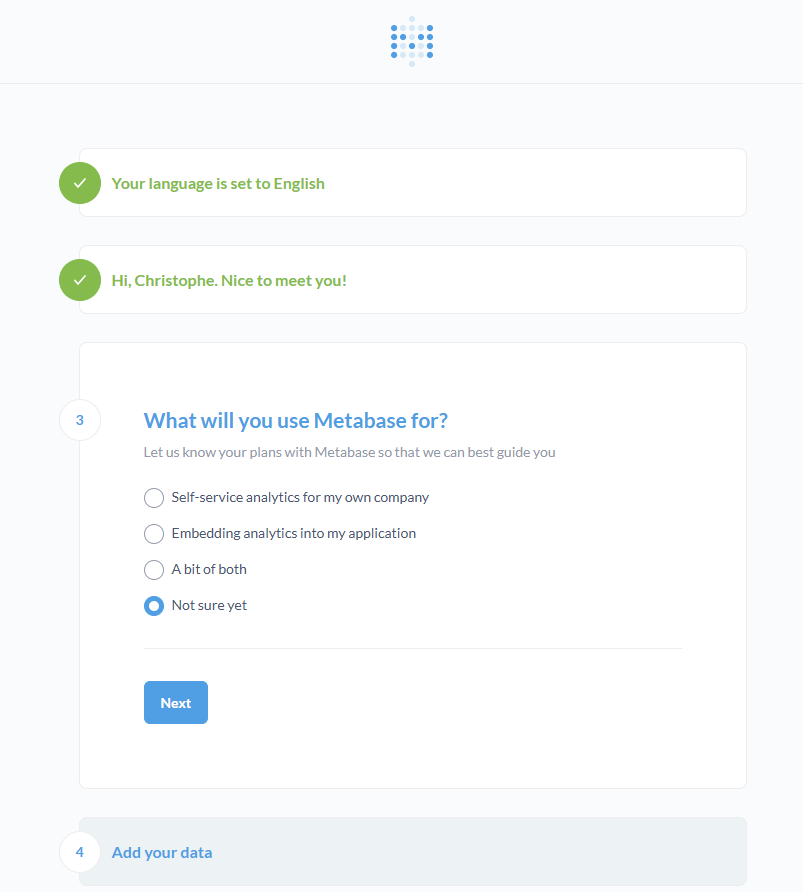 Your language is set to English
Hi, Christophe. Nice to meet you!
3
What will you use Metabase for?
Let us know your plans with Metabase so that we can best guide you
Self-service analytics for my own company
Embedding analytics into my application
A bit of both
Not sure yet
Next
4
Add your data